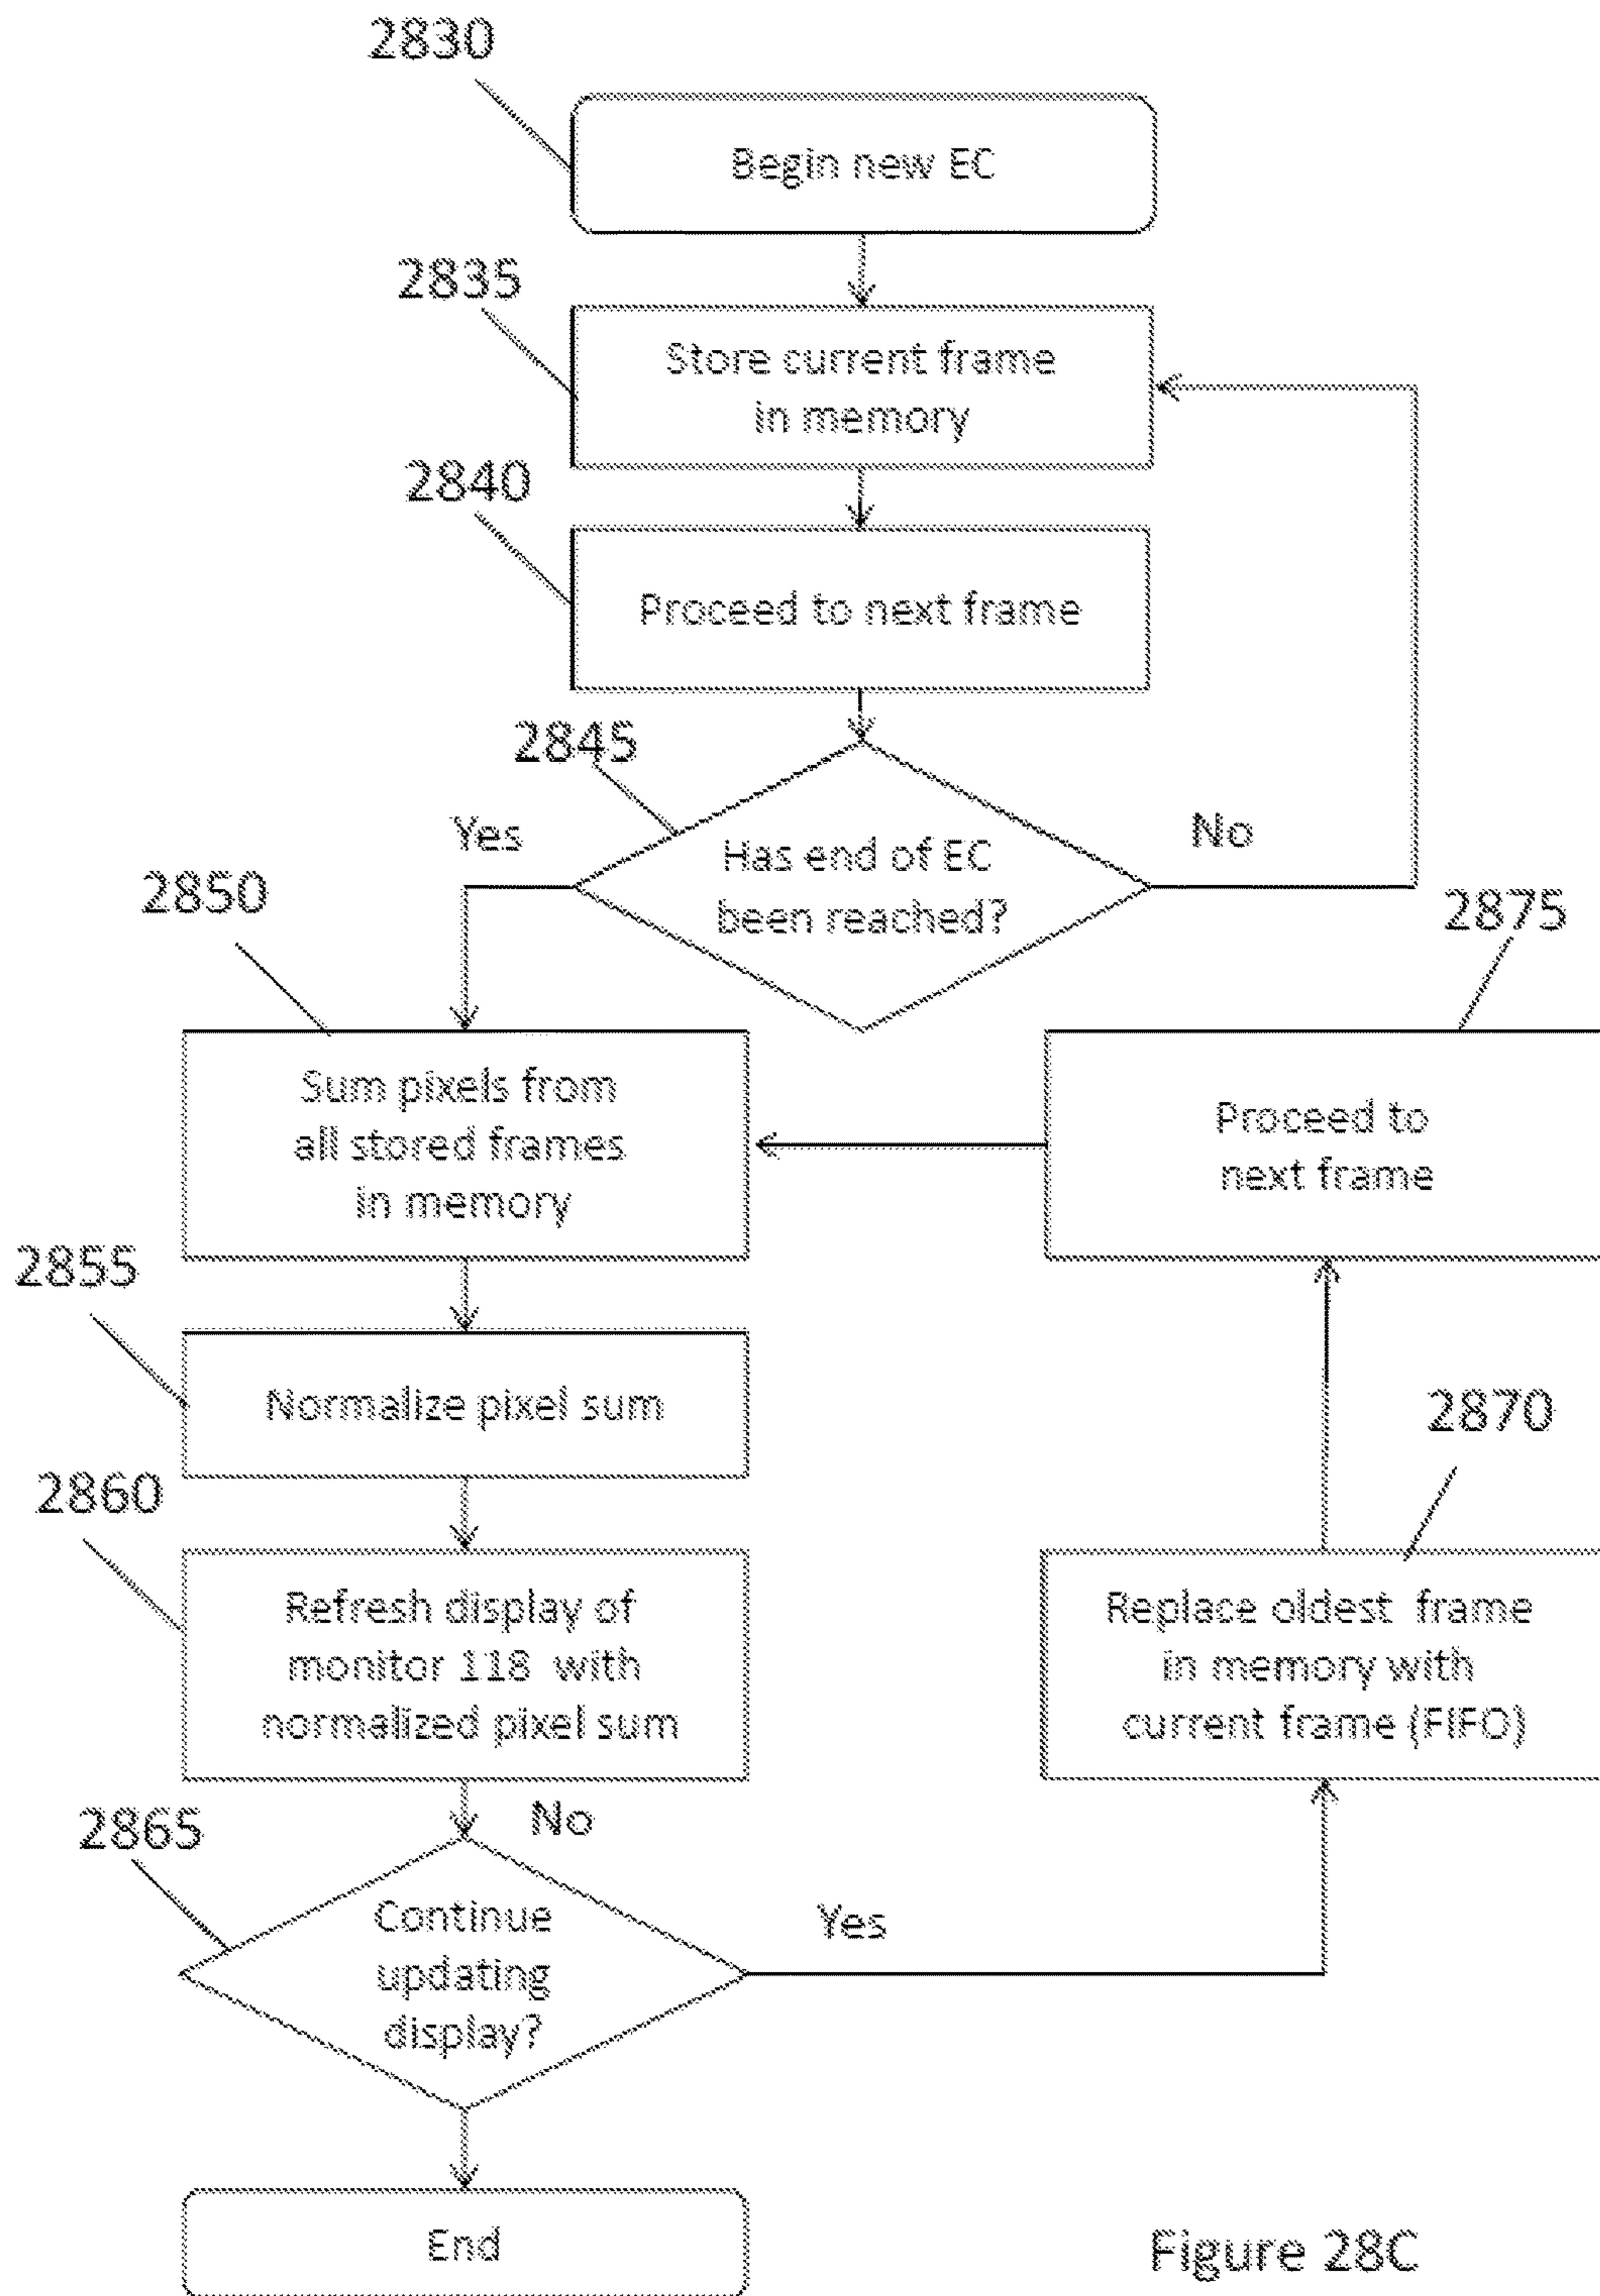 2830
Begin new EC
2835
Store current frame
in memory
2840
Proceed to next frame
2845
Yes
No
Has end of EC
been reached?
2850
2875
Sum pixels from
all stored frames
in memory
Proceed to
next frame
2855
Normalize pixel sum
2870
2860
Refresh display of
monitor 118 with
normalized pixel sum
Replace oldest frame
in memory with
current frame (FIFO)
2865
No
Continue
updating
display?
Yes
End
Figure 28C